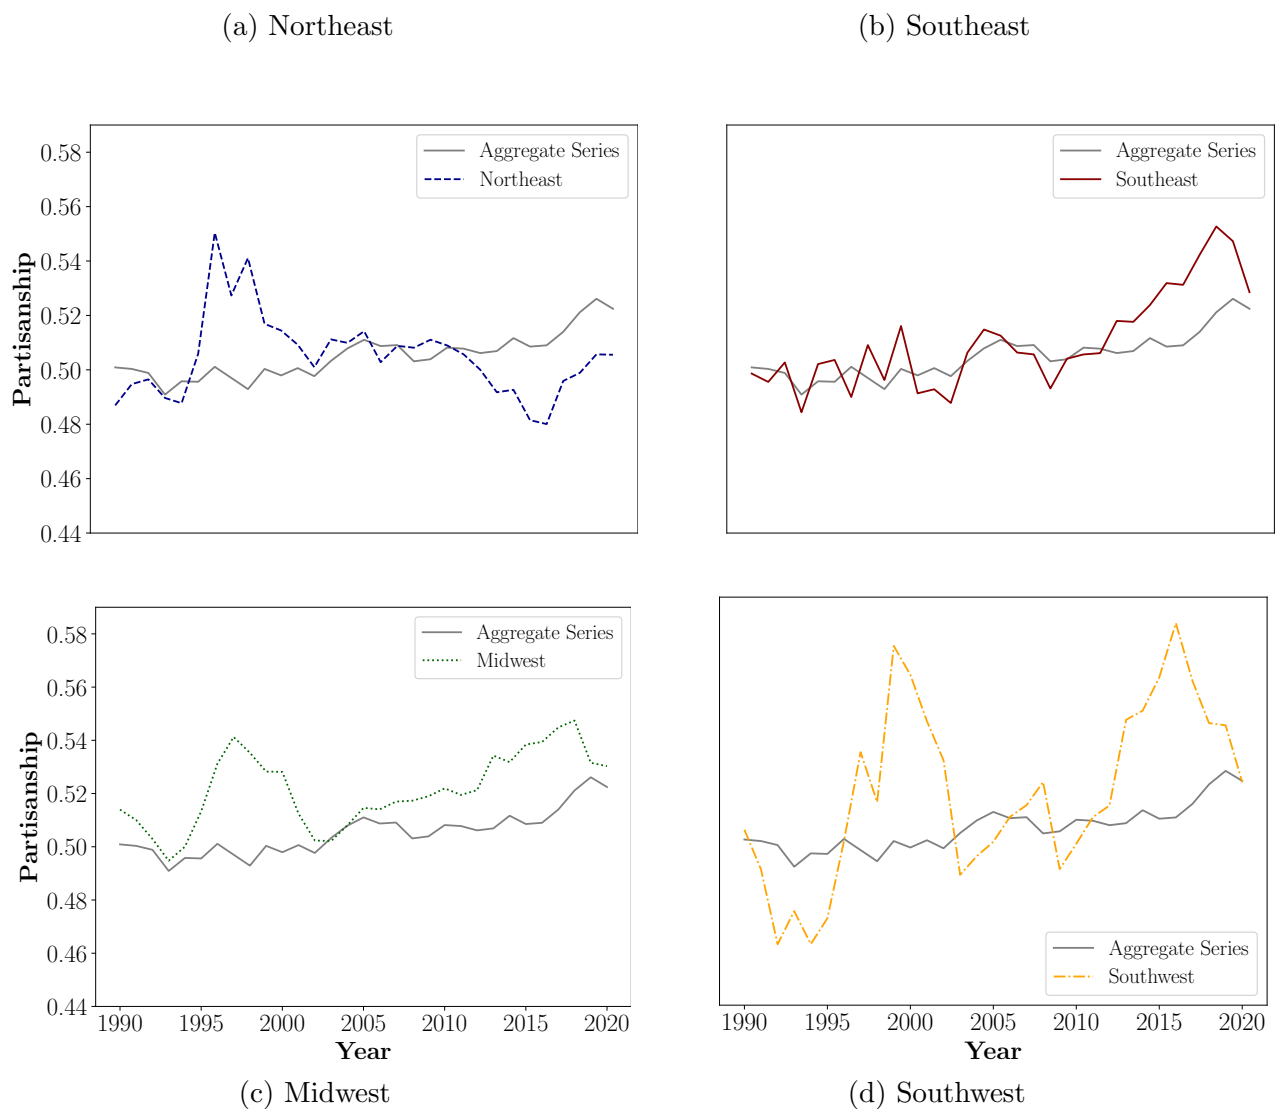 (a) Northeast
(b) Southeast
0.58
0.56
0.54
0.52
0.50
0.48
0.46
0.44
Partisanship
Aggregate Series
Northeast
Aggregate Series
Southeast
0.58
0.56
0.54
0.52
0.50
0.48
0.46
0.44
Partisanship
Aggregate Series
Midwest
1990 1995 2000 2005 2010 2015 2020
Year
Aggregate Series
Southwest
1990 1995 2000 2005 2010 2015 2020
Year
(c) Midwest
(d) Southwest